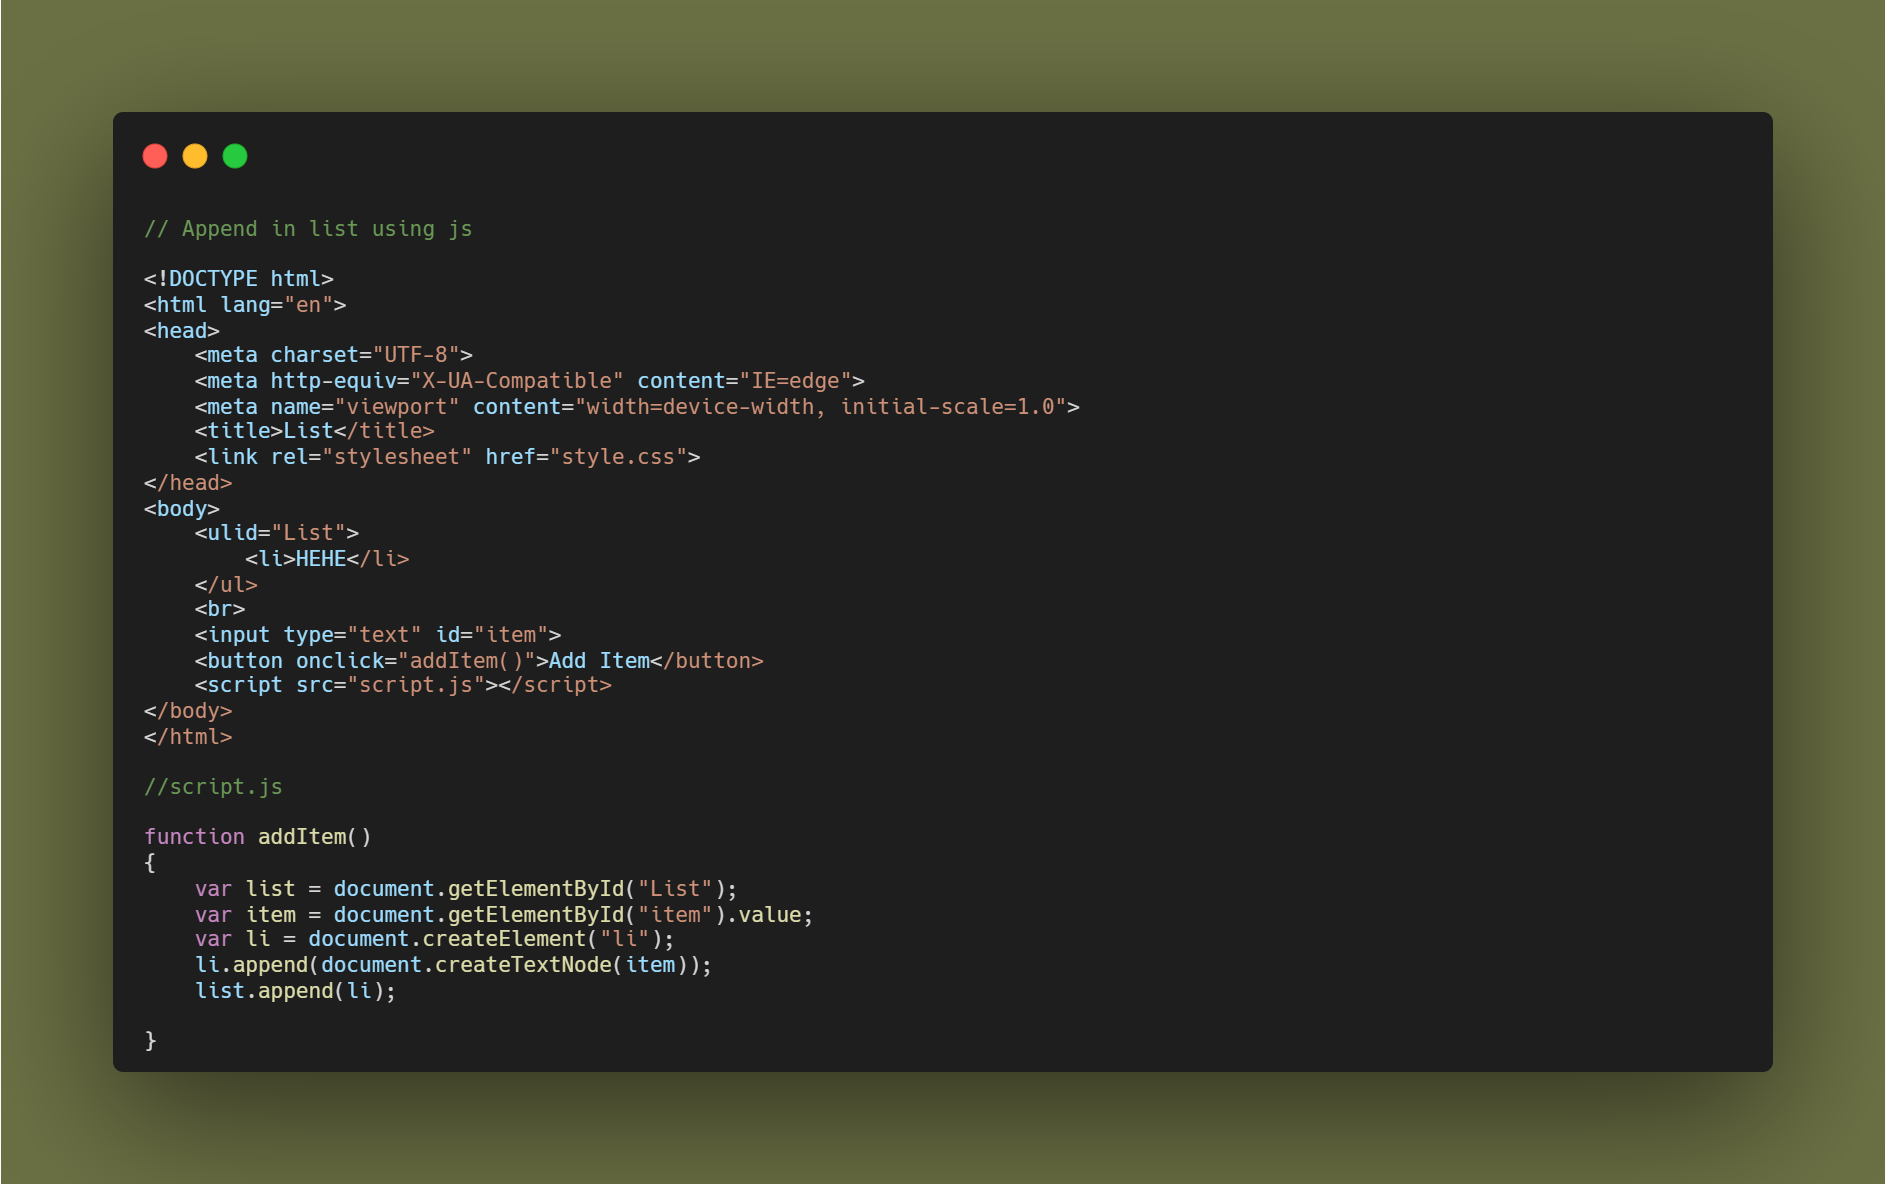 // Append in list using js
<!DOCTYPE html>
<html lang="en">
<head>
    <meta charset="UTF-8">
    <meta http-equiv="X-UA-Compatible" content="IE=edge">
    <meta name="viewport" content="width=device-width, initial-scale=1.0">
    <title>List</title>
    <link rel="stylesheet" href="style.css">
</head>
<body>
    <ulid="List">
        <li>HEHE</li>
    </ul>
    <br>
    <input type="text" id="item">
    <button onclick="addItem()">Add Item</button>
    <script src="script.js"></script>
</body>
</html>
//script.js
function addItem()
{
    var list = document.getElementById("List");
    var item = document.getElementById("item").value;
    var li = document.createElement("li");
    li.append(document.createTextNode(item));
    list.append(li);
}